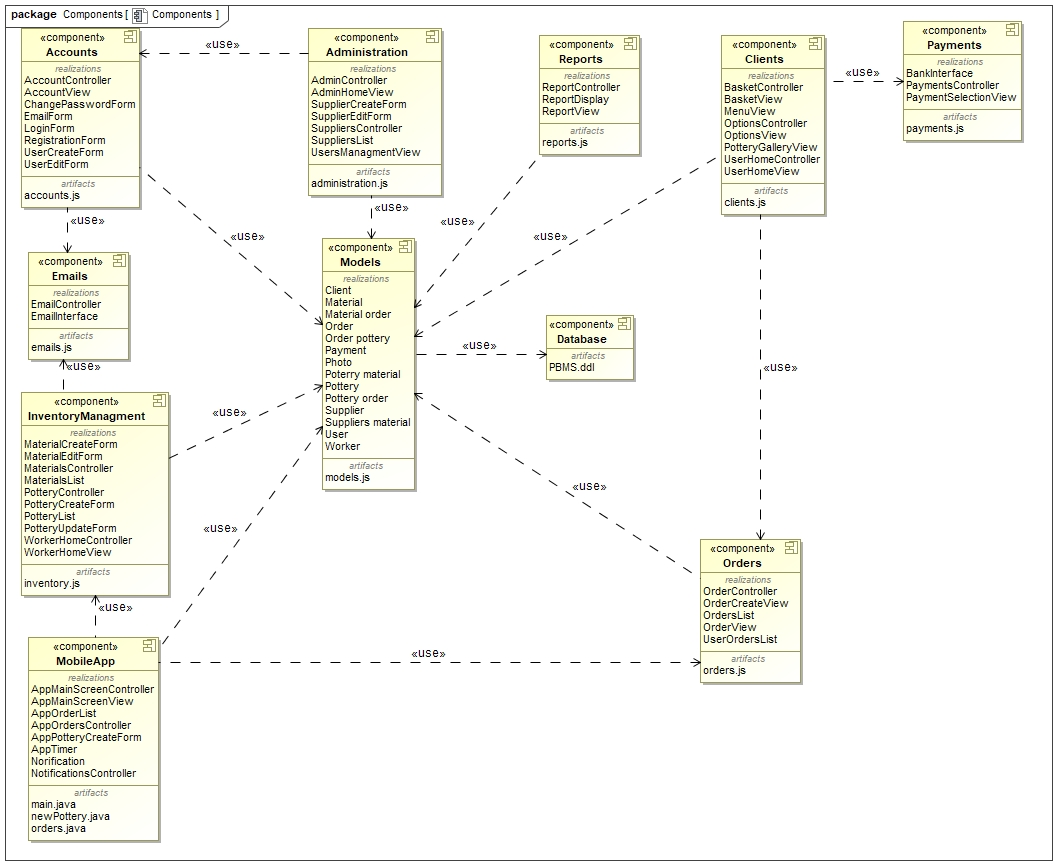 package Components [ Components ]
«component»
Accounts
realizations
AccountController
AccountView
ChangePasswordForm
EmailForm
LoginForm
RegistrationForm
UserCreateForm
UserEditForm
artifacts
accounts.js
«use»
«component»
Administration
realizations
AdminController
AdminHomeView
SupplierCreateForm
SupplierEditForm
SuppliersController
SuppliersList
UsersManagmentView
artifacts
administration.js
«component»
Reports
realizations
ReportController
ReportDisplay
ReportView
artifacts
reports.js
«component»
Clients
realizations
BasketController
BasketView
MenuView
OptionsController
OptionsView
PotteryGalleryView
UserHomeController
UserHomeView
artifacts
clients.js
«use»
«component»
Payments
realizations
BankInterface
PaymentsController
PaymentSelectionView
artifacts
payments.js
«use»
«use»
«use»
«use»
«use»
«component»
Emails
realizations
EmailController
EmailInterface
artifacts
emails.js
«use»
«component»
Models
realizations
Client
Material
Material order
Order
Order pottery
Payment
Photo
Poterry material
Pottery
Pottery order
Supplier
Suppliers material
User
Worker
artifacts
models.js
«use»
«component»
Database
artifacts
PBMS.ddl
«use»
«component»
InventoryManagment
realizations
MaterialCreateForm
MaterialEditForm
MaterialsController
MaterialsList
PotteryController
PotteryCreateForm
PotteryList
PotteryUpdateForm
WorkerHomeController
WorkerHomeView
artifacts
inventory.js
«use»
«use»
«use»
«use»
«component»
Orders
realizations
OrderController
OrderCreateView
OrdersList
OrderView
UserOrdersList
artifacts
orders.js
«use»
«component»
MobileApp
realizations
AppMainScreenController
AppMainScreenView
AppOrderList
AppOrdersController
AppPotteryCreateForm
AppTimer
Norification
NotificationsController
artifacts
main.java
newPottery.java
orders.java